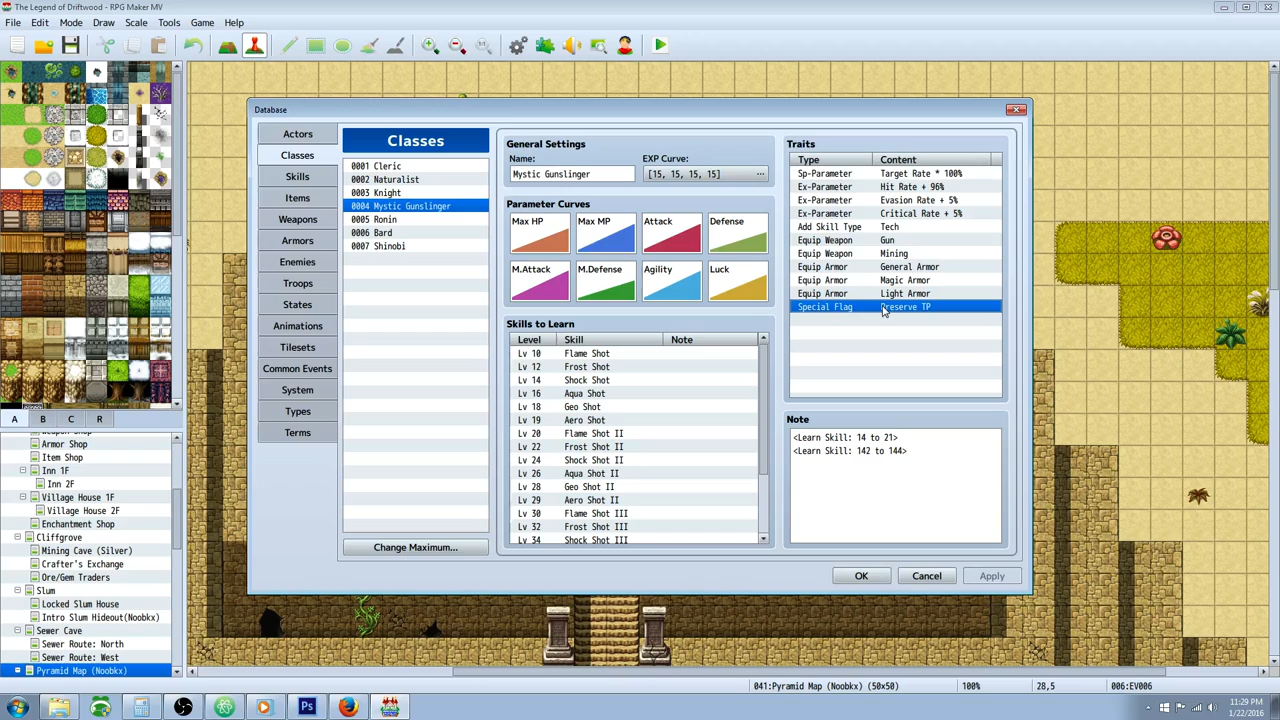 The Legend of Driftwood - RPG Maker MV
File Edit Mode Draw Scale Tools Game Help
Database
Actors
Classes
Skills
Items
Weapons
Armors
Enemies
Troops
States
Animations
Tilesets
Common Events
System
Types
Terms
Classes
0001 Cleric
0002 Naturalist
0003 Knight
0004 Mystic Gunslinger
0005 Ronin
0006 Bard
0007 Shinobi
Change Maximum...
General Settings
Name: EXP Curve:
Mystic Gunslinger [15, 15, 15, 15] ...
Parameter Curves
Max HP Max MP Attack Defense
M.Attack M.Defense Agility Luck
Skills to Learn
Level Skill Note
Lv 10 Flame Shot
Lv 12 Frost Shot
Lv 14 Shock Shot
Lv 16 Aqua Shot
Lv 18 Geo Shot
Lv 19 Aero Shot
Lv 20 Flame Shot II
Lv 22 Frost Shot II
Lv 24 Shock Shot II
Lv 26 Aqua Shot II
Lv 28 Geo Shot II
Lv 29 Aero Shot II
Lv 30 Flame Shot III
Lv 32 Frost Shot III
Lv 34 Shock Shot III
Traits
Type Content
Sp-Parameter Target Rate * 100%
Ex-Parameter Hit Rate + 96%
Ex-Parameter Evasion Rate + 5%
Ex-Parameter Critical Rate + 5%
Add Skill Type Tech
Equip Weapon Gun
Equip Weapon Mining
Equip Armor General Armor
Equip Armor Magic Armor
Equip Armor Light Armor
Special Flag Preserve TP
Note
<Learn Skill: 14 to 21>
<Learn Skill: 142 to 144>
OK Cancel Apply
A B C R
Armor Shop
Item Shop
Inn 1F
Inn 2F
Village House 1F
Village House 2F
Enchantment Shop
Cliffgrove
Mining Cave (Silver)
Crafter's Exchange
Ore/Gem Traders
Slum
Locked Slum House
Intro Slum Hideout(Noobkx)
Sewer Cave
Sewer Route: North
Sewer Route: West
Pyramid Map (Noobkx)
041:Pyramid Map (Noobkx) (50x50) 100% 28,5 006:EV006
Ps
11:29 PM
1/22/2016